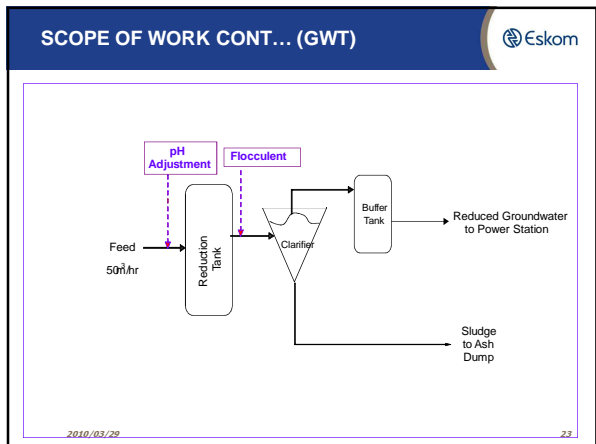 SCOPE OF WORK CONT... (GWT)
Eskom
pH
Adjustment
Flocculent
Feed
50m³/hr
Reduction
Tank
Clarifier
Buffer
Tank
Reduced Groundwater
to Power Station
Sludge
to Ash
Dump
2010/03/29
23